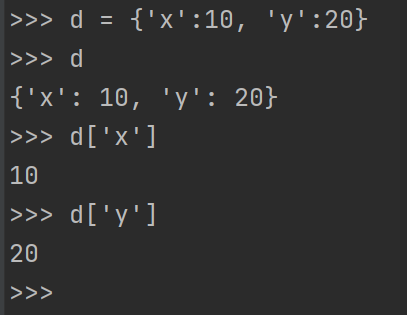 >>> d = {'x':10, 'y':20}
>>> d
{'x': 10, 'y': 20}
>>> d['x']
10
>>> d['y']
20
>>>